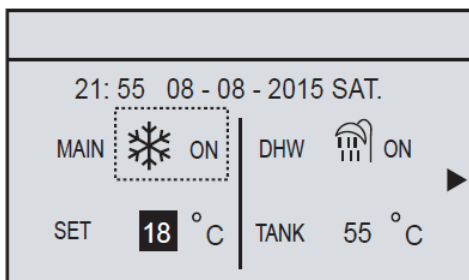 21: 55 08 - 08 - 2015 SAT.
MAIN ON DHW ON
SET 18 °C TANK 55 °C